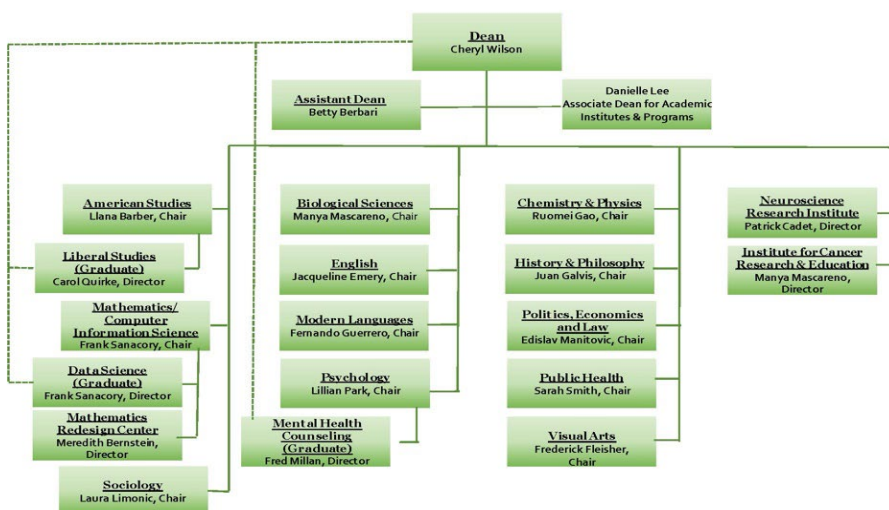 Dean
Cheryl Wilson
Assistant Dean
Betty Berbari
Danielle Lee
Associate Dean for Academic
Institutes & Programs
American Studies
Llana Barber, Chair
Liberal Studies
(Graduate)
Carol Quirke, Director
Mathematics/
Computer
Information Science
Frank Sanacory, Chair
Data Science
(Graduate)
Frank Sanacory, Director
Mathematics
Redesign Center
Meredith Bernstein,
Director
Sociology
Laura Limonic, Chair
Biological Sciences
Manya Mascareno, Chair
English
Jacqueline Emery, Chair
Modern Languages
Fernando Guerrero, Chair
Psychology
Lillian Park, Chair
Mental Health
Counseling
(Graduate)
Fred Millan, Director
Chemistry & Physics
Ruomei Gao, Chair
History & Philosophy
Juan Galvis, Chair
Politics, Economics
and Law
Edislav Manitovic, Chair
Public Health
Sarah Smith, Chair
Visual Arts
Frederick Fleisher,
Chair
Neuroscience
Research Institute
Patrick Cadet, Director
Institute for Cancer
Research & Education
Manya Mascareno,
Director